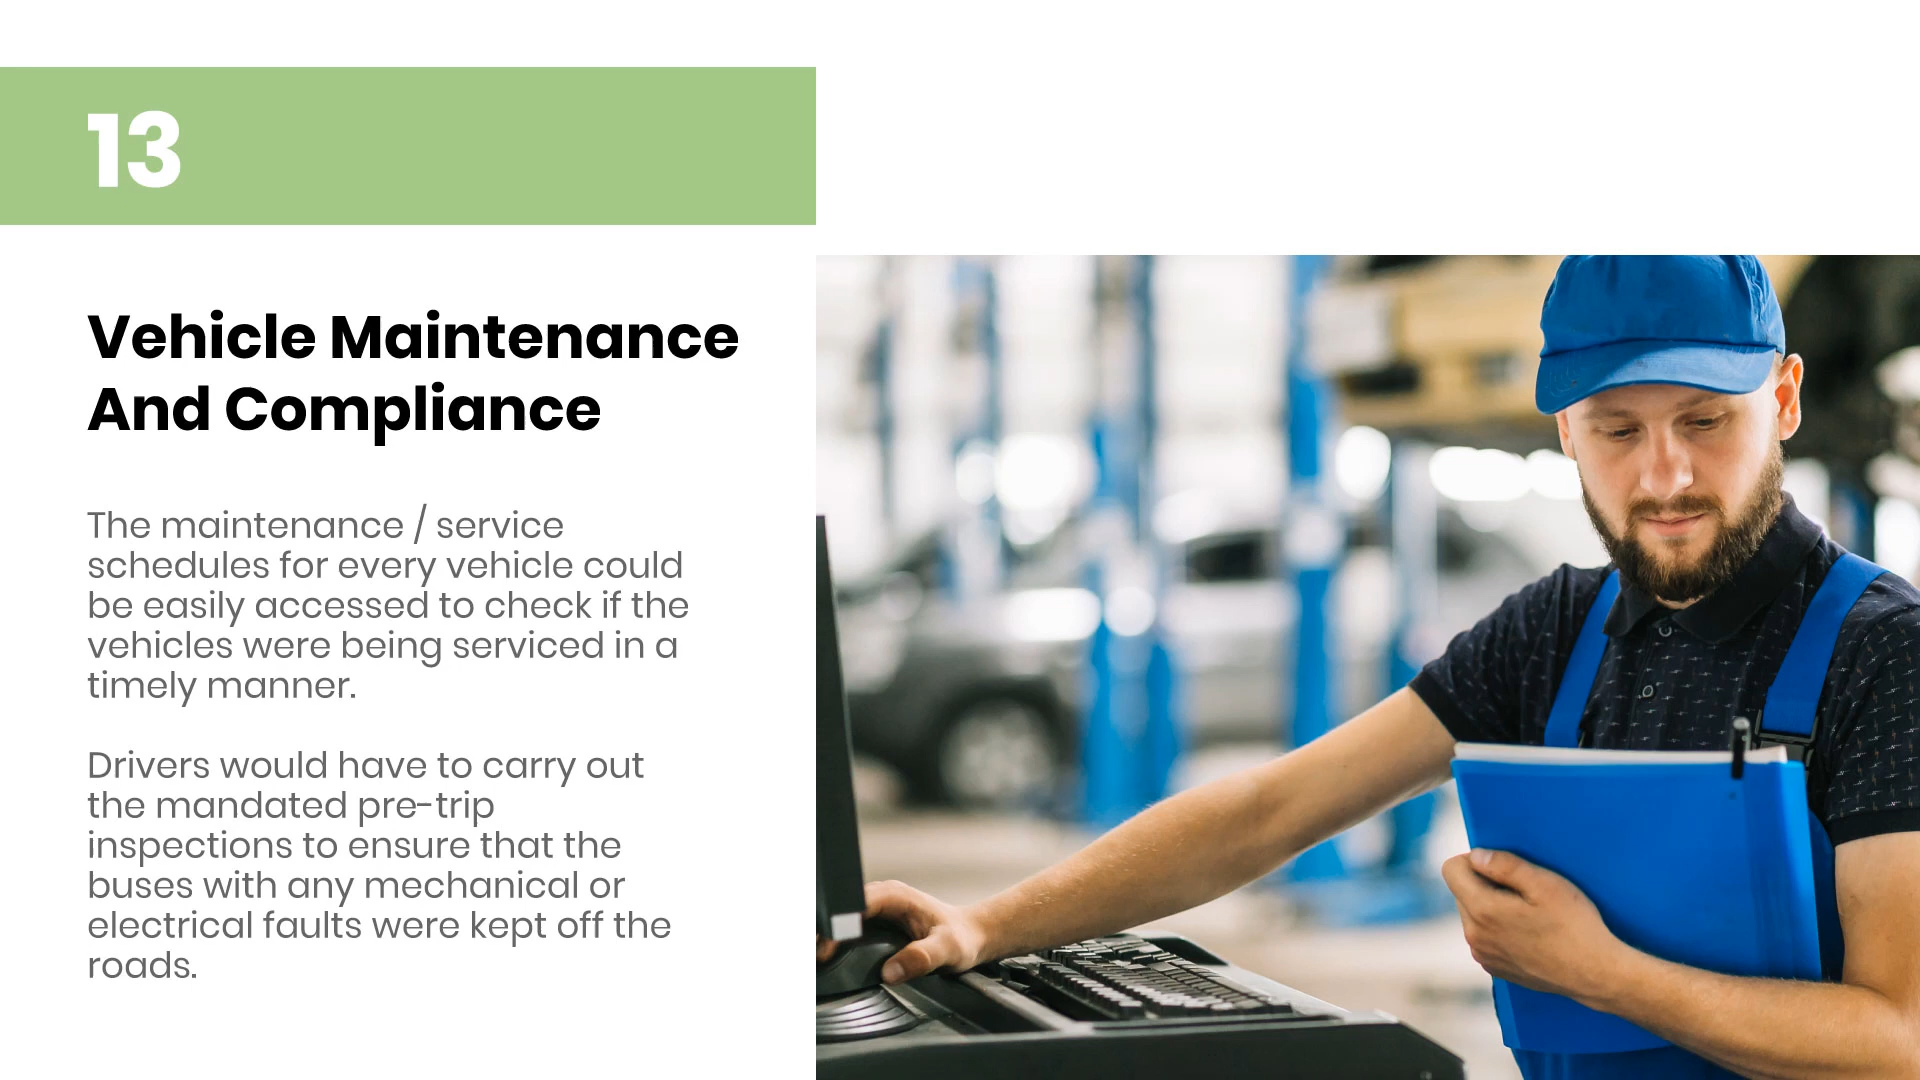 13
Vehicle Maintenance
And Compliance
The maintenance / service
schedules for every vehicle could
be easily accessed to check if the
vehicles were being serviced in a
timely manner.
Drivers would have to carry out
the mandated pre-trip
inspections to ensure that the
buses with any mechanical or
electrical faults were kept off the
roads.